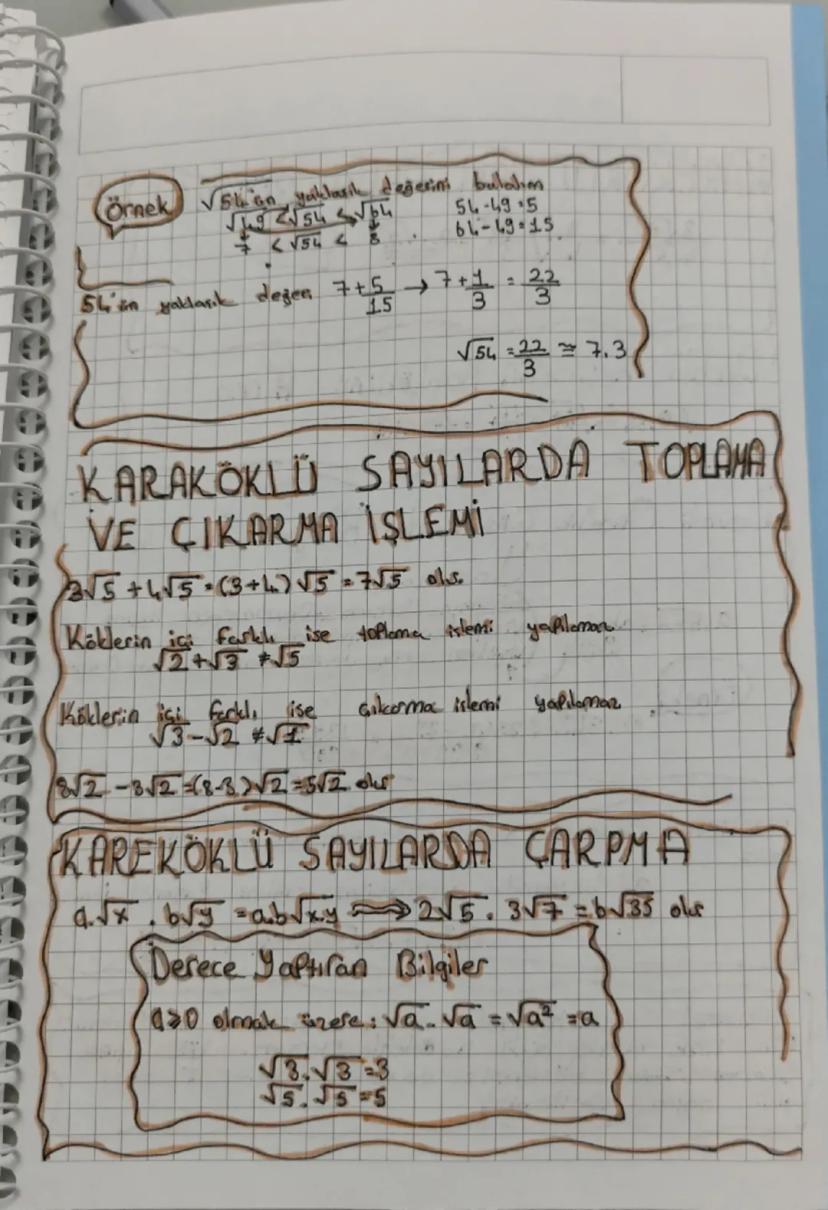 Örnek
√54'ün yaklaşık değerini bulalım
√49 < √54 < √64
54-49=5
7 < √54 < 8
64-49=15
54'ün yaklaşık değeri 7+5/15 → 7+1/3 = 22/3
√54 = 22/3 ≅ 7.3
KARAKÖKLÜ SAYILARDA TOPLAMA
VE ÇIKARMA İŞLEMİ
3√5 + 4√5 = (3+4) √5 = 7√5 olur.
Köklerin içi farklı ise toplama işlemi yapılamaz
√2 + √3 ≠ √5
Köklerin içi farklı ise çıkarma işlemi yapılamaz
√3 - √2 ≠ √1
8√2 - 3√2 = (8-3)√2 = 5√2 olur
KAREKÖKLÜ SAYILARDA ÇARPMA
a.√x . b√y = a.b√x.y ⟹ 2√5 . 3√7 = 6√35 olur
Derece Yaptıran Bilgiler
a≥0 olmak üzere: √a . √a = √a² = a
√3 . √3 = 3
√5 . √5 = 5